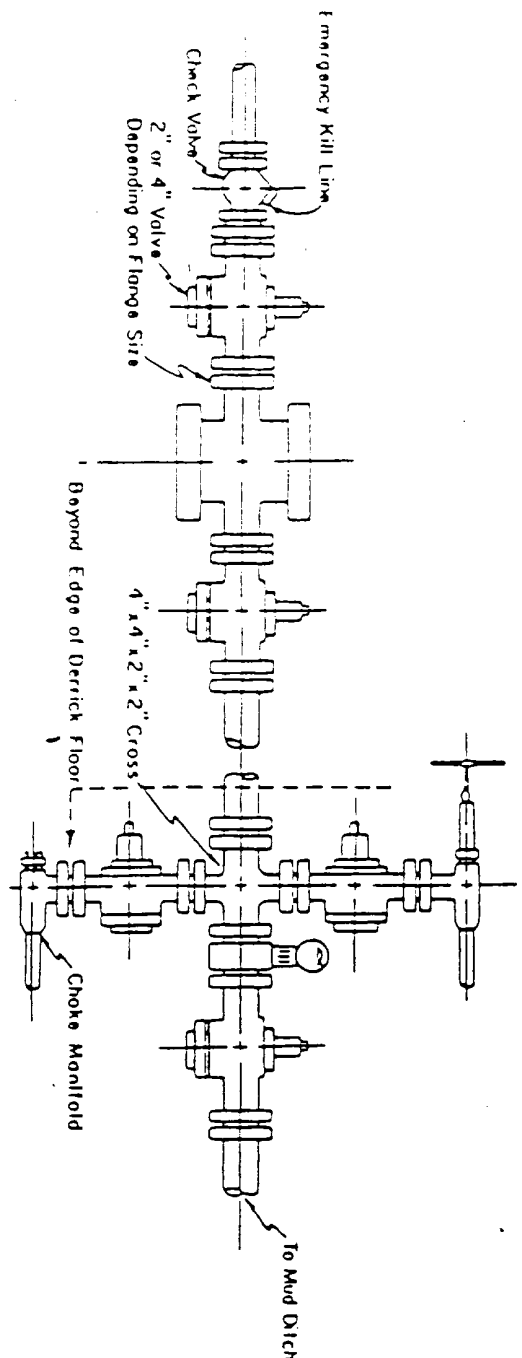 Emergency Kill Line
Check Valve
2" or 4" Valve
Depending on Flange Size
4"x4"x2"x2" Cross
Beyond Edge of Derrick Floor
Choke Manifold
To Mud Ditch